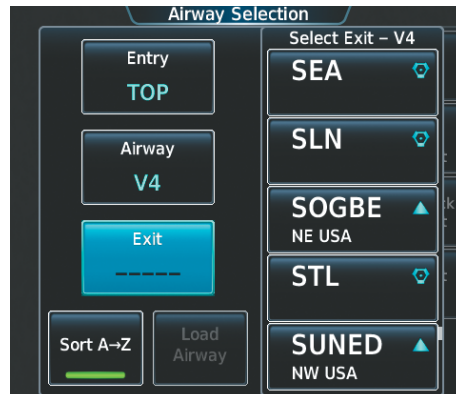 Airway Selection
Entry
TOP
Airway
V4
Exit
_____
Sort A→Z
Load
Airway
Select Exit – V4
SEA
SLN
SOGBE
NE USA
STL
SUNED
NW USA